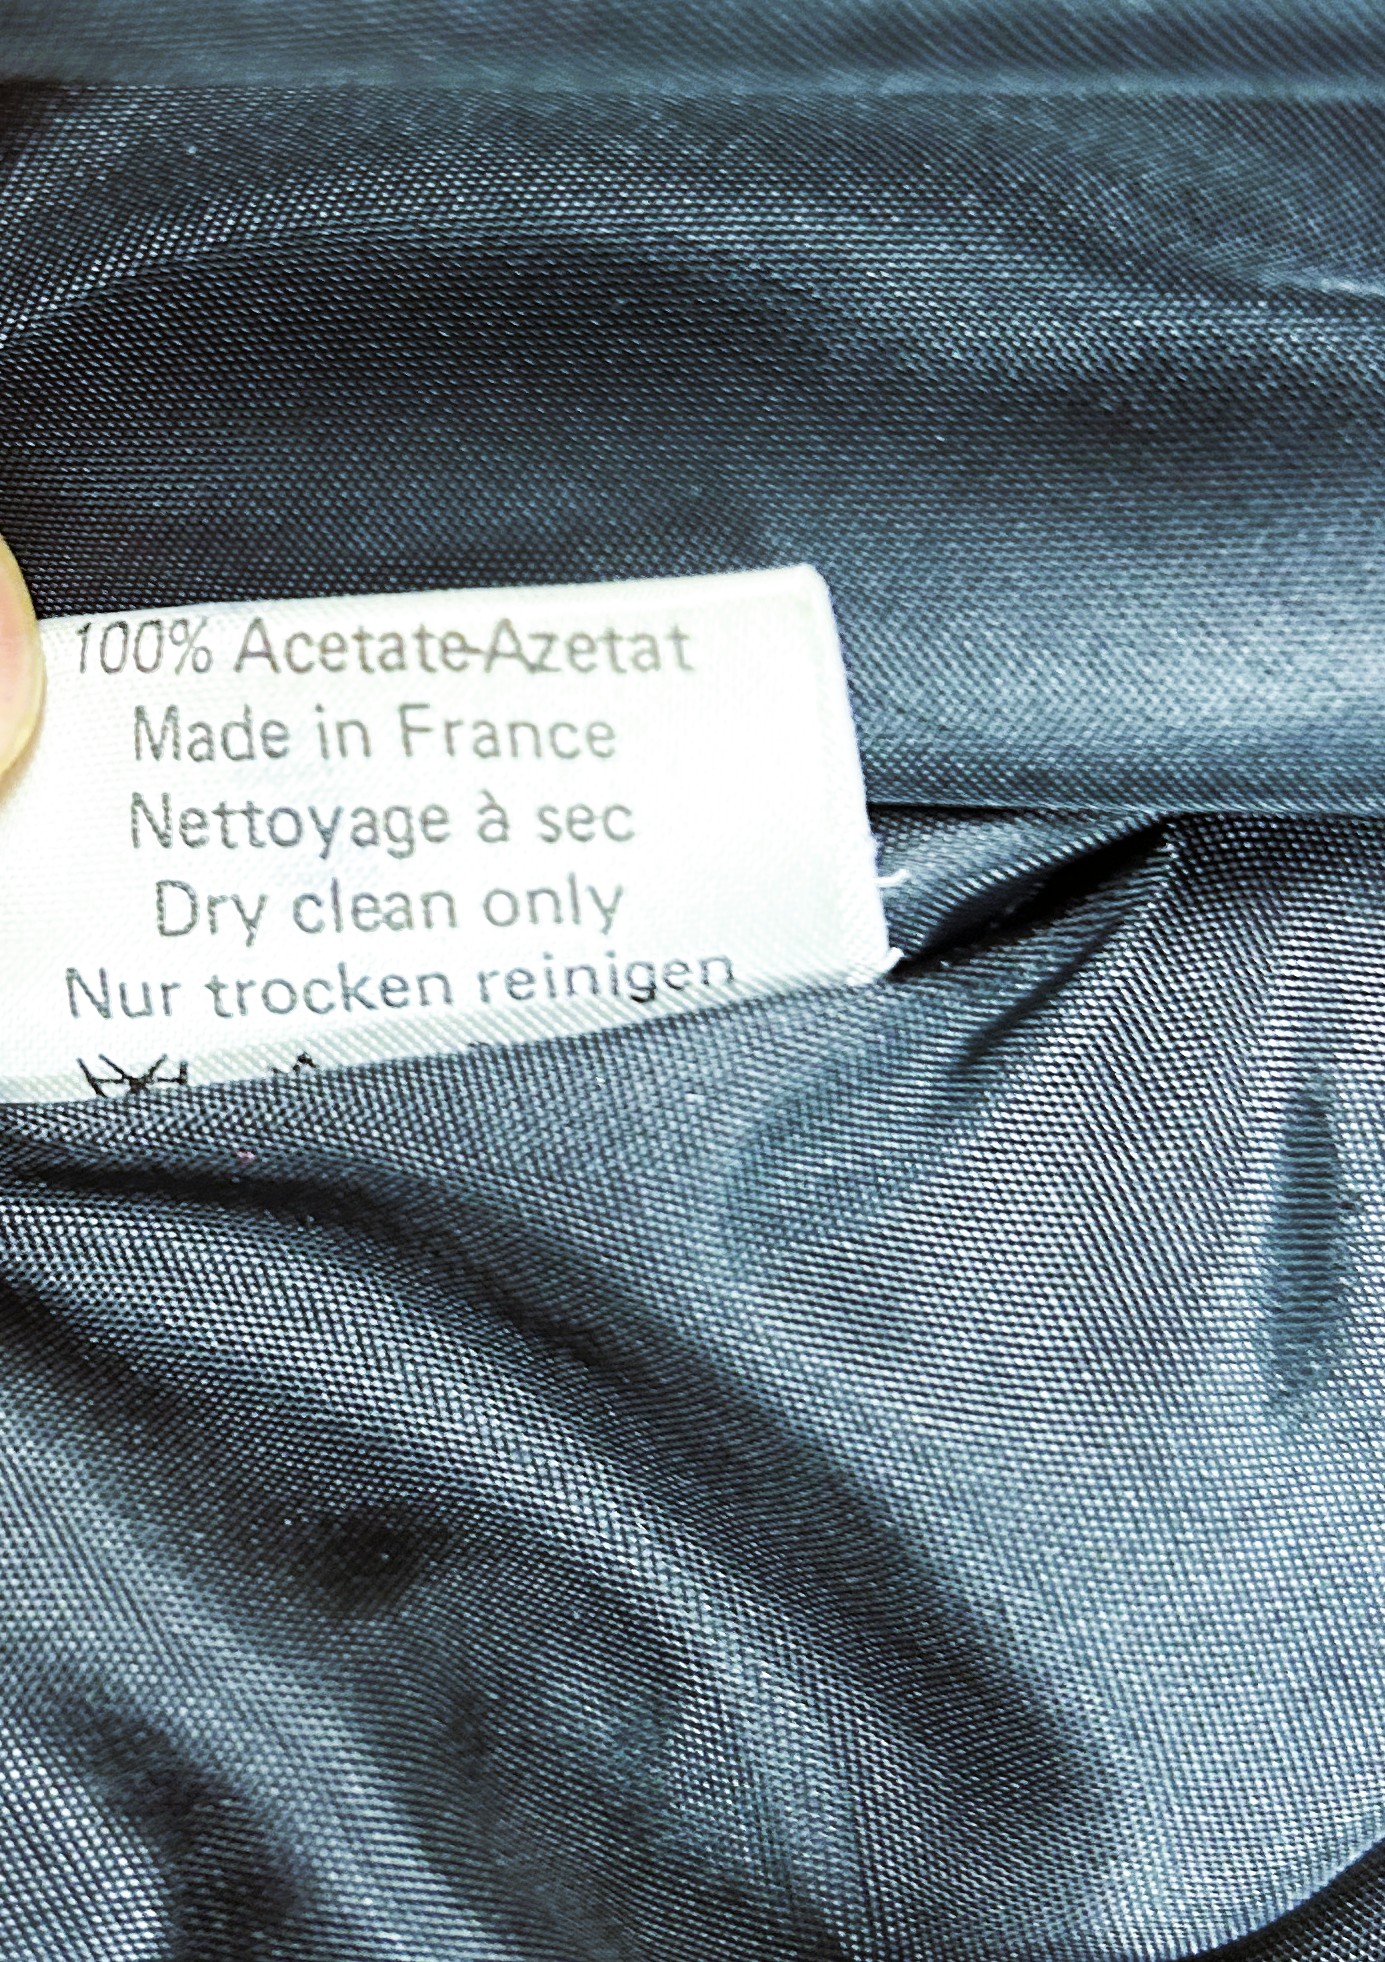 100% Acetate-Azetat
Made in France
Nettoyage à sec
Dry clean only
Nur trocken reinigen